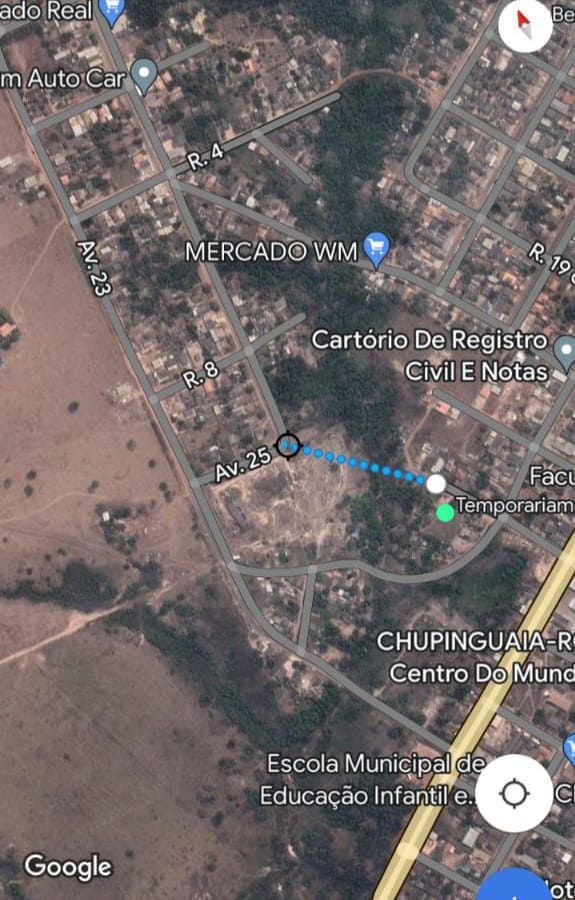 ado Real
Be
m Auto Car
R. 4
MERCADO WM
R. 19
Av. 23
Cartório De Registro
Civil E Notas
R. 8
Av. 25
Facu
Temporariam
CHUPINGUAIA-R
Centro Do Mund
Escola Municipal de
Educação Infantil e..
Google